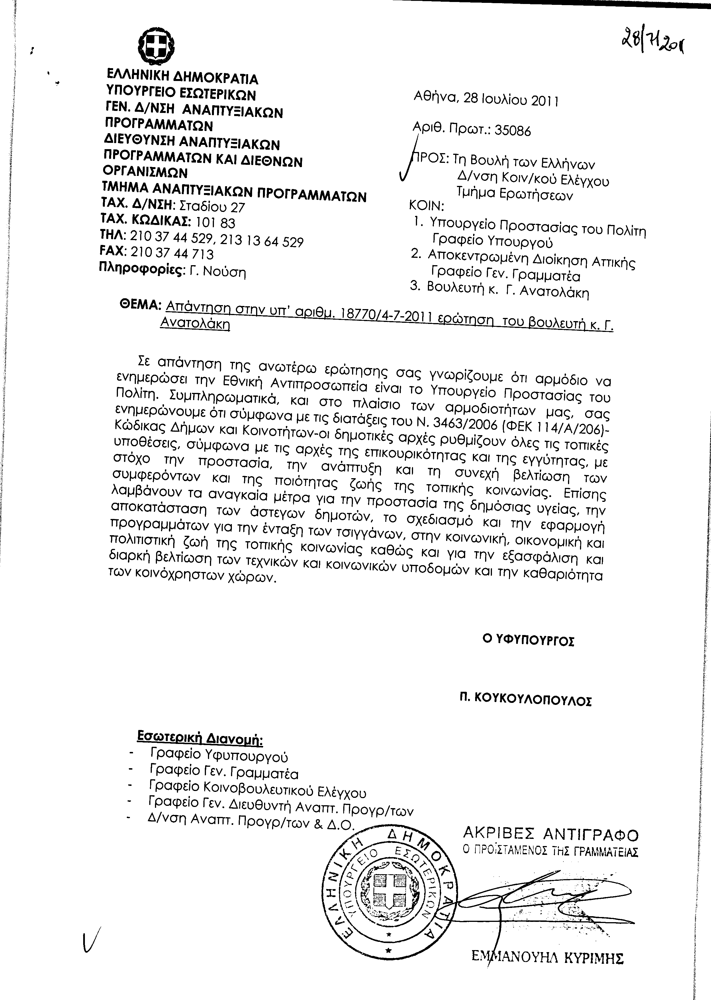 28/7/201
ΕΛΛΗΝΙΚΗ ΔΗΜΟΚΡΑΤΙΑ
ΥΠΟΥΡΓΕΙΟ ΕΣΩΤΕΡΙΚΩΝ
ΓΕΝ. Δ/ΝΣΗ ΑΝΑΠΤΥΞΙΑΚΩΝ
ΠΡΟΓΡΑΜΜΑΤΩΝ
ΔΙΕΥΘΥΝΣΗ ΑΝΑΠΤΥΞΙΑΚΩΝ
ΠΡΟΓΡΑΜΜΑΤΩΝ ΚΑΙ ΔΙΕΘΝΩΝ
ΟΡΓΑΝΙΣΜΩΝ
ΤΜΗΜΑ ΑΝΑΠΤΥΞΙΑΚΩΝ ΠΡΟΓΡΑΜΜΑΤΩΝ
ΤΑΧ. Δ/ΝΣΗ: Σταδίου 27
ΤΑΧ. ΚΩΔΙΚΑΣ: 101 83
ΤΗΛ: 210 37 44 529, 213 13 64 529
FAX: 210 37 44 713
Πληροφορίες: Γ. Νούση
Αθήνα, 28 Ιουλίου 2011
Αριθ. Πρωτ.: 35086
ΠΡΟΣ: Τη Βουλή των Ελλήνων
Δ/νση Κοιν/κού Ελέγχου
Τμήμα Ερωτήσεων
ΚΟΙΝ:
1. Υπουργείο Προστασίας του Πολίτη
Γραφείο Υπουργού
2. Αποκεντρωμένη Διοίκηση Αττικής
Γραφείο Γεν. Γραμματέα
3. Βουλευτή κ. Γ. Ανατολάκη
ΘΕΜΑ: Απάντηση στην υπ' αριθμ. 18770/4-7-2011 ερώτηση του βουλευτή κ. Γ.
Ανατολάκη
Σε απάντηση της ανωτέρω ερώτησης σας γνωρίζουμε ότι αρμόδιο να
ενημερώσει την Εθνική Αντιπροσωπεία είναι το Υπουργείο Προστασίας του
Πολίτη. Συμπληρωματικά, και στο πλαίσιο των αρμοδιοτήτων μας, σας
ενημερώνουμε ότι σύμφωνα με τις διατάξεις του Ν. 3463/2006 (ΦΕΚ 114/Α/206)-
Κώδικας Δήμων και Κοινοτήτων-οι δημοτικές αρχές ρυθμίζουν όλες τις τοπικές
υποθέσεις, σύμφωνα με τις αρχές της επικουρικότητας και της εγγύτητας, με
στόχο την προστασία, την ανάπτυξη και τη συνεχή βελτίωση των
συμφερόντων και της ποιότητας ζωής της τοπικής κοινωνίας. Επίσης
λαμβάνουν τα αναγκαία μέτρα για την προστασία της δημόσιας υγείας, την
αποκατάσταση των άστεγων δημοτών, το σχεδιασμό και την εφαρμογή
προγραμμάτων για την ένταξη των τσιγγάνων, στην κοινωνική, οικονομική και
πολιτιστική ζωή της τοπικής κοινωνίας καθώς και για την εξασφάλιση και
διαρκή βελτίωση των τεχνικών και κοινωνικών υποδομών και την καθαριότητα
των κοινόχρηστων χώρων.
Ο ΥΦΥΠΟΥΡΓΟΣ
Π. ΚΟΥΚΟΥΛΟΠΟΥΛΟΣ
Εσωτερική Διανομή:
- Γραφείο Υφυπουργού
- Γραφείο Γεν. Γραμματέα
- Γραφείο Κοινοβουλευτικού Ελέγχου
- Γραφείο Γεν. Διευθυντή Αναπτ. Προγρ/των
- Δ/νση Αναπτ. Προγρ/των & Δ.Ο.
ΕΛΛΗΝΙΚΗ ΔΗΜΟΚΡΑΤΙΑ
ΥΠΟΥΡΓΕΙΟ ΕΣΩΤΕΡΙΚΩΝ
ΑΚΡΙΒΕΣ ΑΝΤΙΓΡΑΦΟ
Ο ΠΡΟΪΣΤΑΜΕΝΟΣ ΤΗΣ ΓΡΑΜΜΑΤΕΙΑΣ
ΕΜΜΑΝΟΥΗΛ ΚΥΡΙΜΗΣ